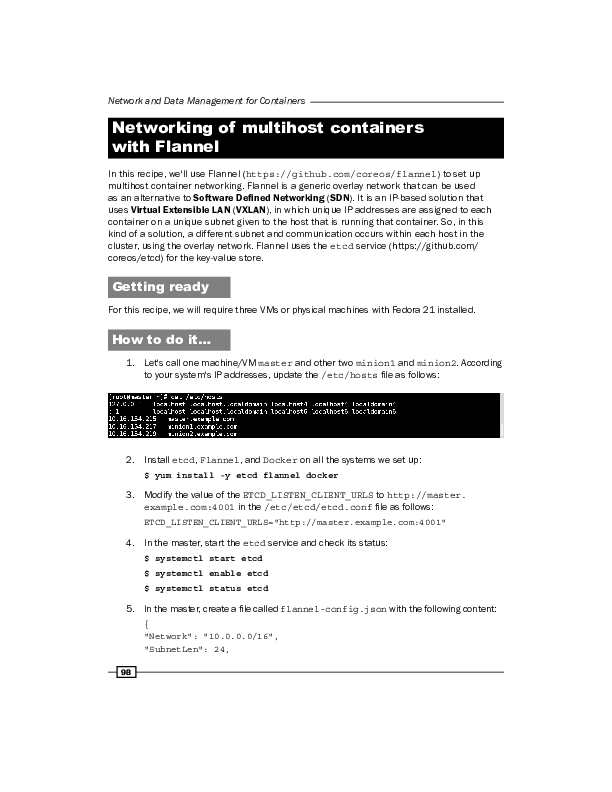 Network and Data Management for Containers
Networking of multihost containers
with Flannel
In this recipe, we'll use Flannel (https://github.com/coreos/flannel) to set up
multihost container networking. Flannel is a generic overlay network that can be used
as an alternative to Software Defined Networking (SDN). It is an IP-based solution that
uses Virtual Extensible LAN (VXLAN), in which unique IP addresses are assigned to each
container on a unique subnet given to the host that is running that container. So, in this
kind of a solution, a different subnet and communication occurs within each host in the
cluster, using the overlay network. Flannel uses the etcd service (https://github.com/
coreos/etcd) for the key-value store.
Getting ready
For this recipe, we will require three VMs or physical machines with Fedora 21 installed.
How to do it…
1. Let's call one machine/VM master and other two minion1 and minion2. According
to your system's IP addresses, update the /etc/hosts file as follows:
[root@master ~]# cat /etc/hosts
localhost localhost.localdomain localhost4 localhost4.localdomain4
::1 localhost localhost.localdomain localhost6 localhost6.localdomain6
10.16.154.215 master.example.com
10.16.154.217 minion1.example.com
10.16.154.219 minion2.example.com
2. Install etcd, Flannel, and Docker on all the systems we set up:
$ yum install -y etcd flannel docker
3. Modify the value of the ETCD_LISTEN_CLIENT_URLS to http://master.
example.com:4001 in the /etc/etcd/etcd.conf file as follows:
ETCD_LISTEN_CLIENT_URLS="http://master.example.com:4001"
4. In the master, start the etcd service and check its status:
$ systemctl start etcd
$ systemctl enable etcd
$ systemctl status etcd
5. In the master, create a file called flannel-config.json with the following content:
{
"Network": "10.0.0.0/16",
"SubnetLen": 24,
98